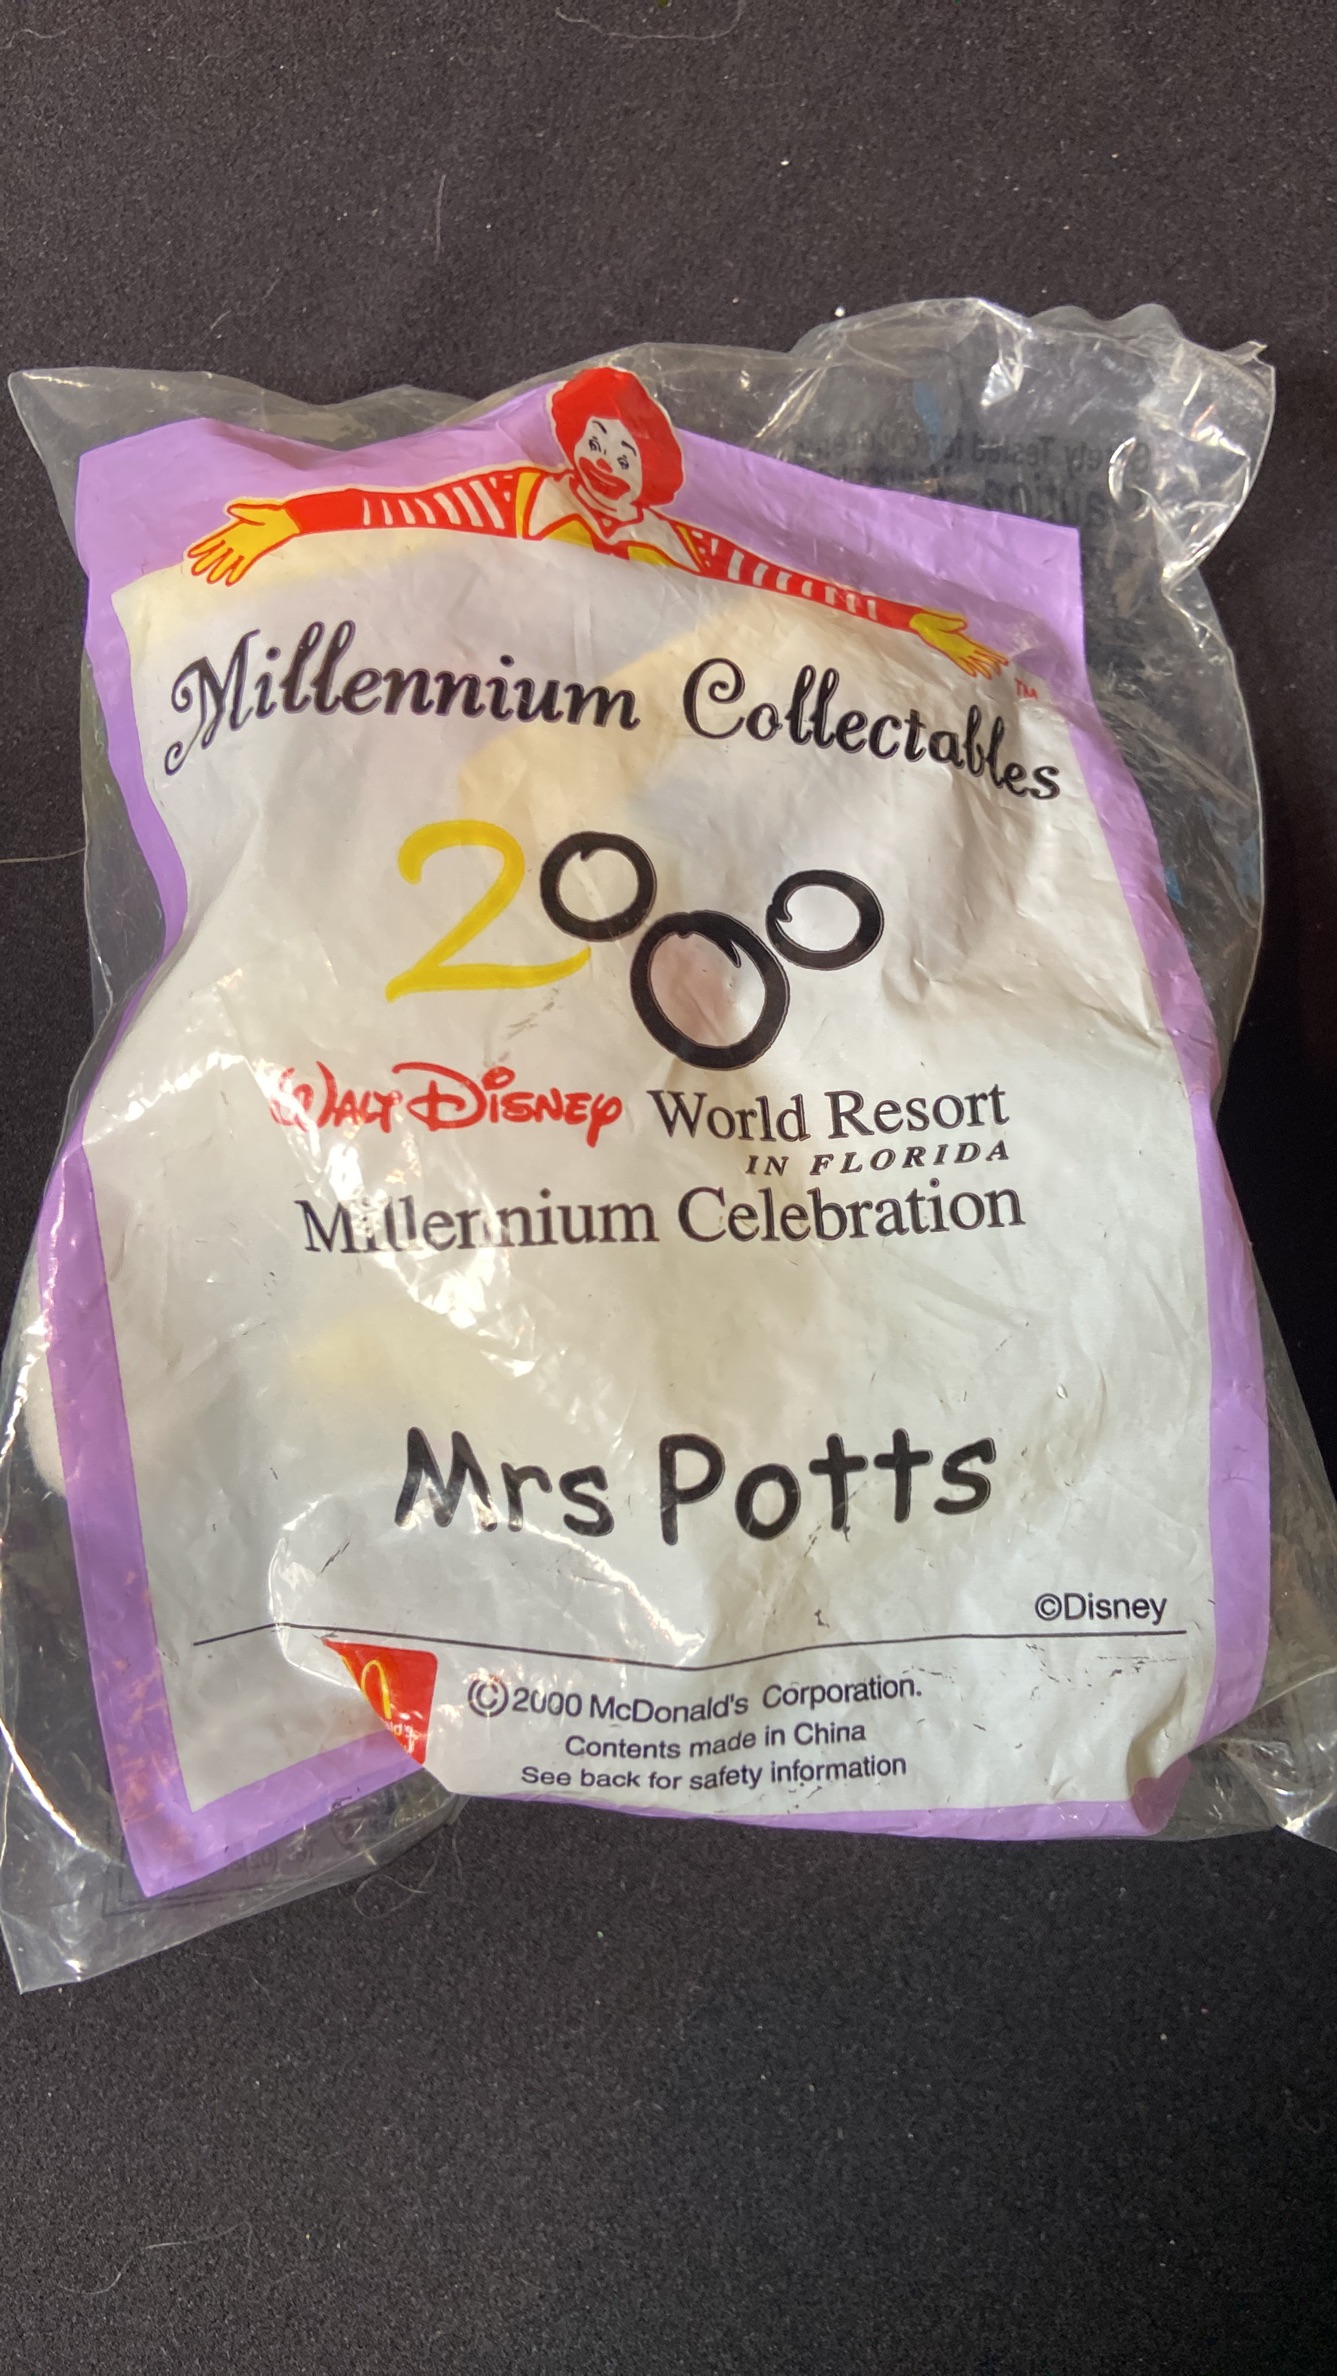 Millennium Collectables
TM
2000
WALT DISNEY World Resort
IN FLORIDA
Millennium Celebration
Mrs Potts
©Disney
©2000 McDonald's Corporation.
Contents made in China
See back for safety information